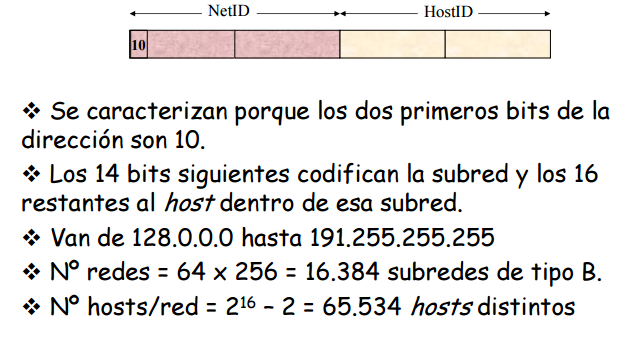 NetID HostID
10
❖ Se caracterizan porque los dos primeros bits de la
dirección son 10.
❖ Los 14 bits siguientes codifican la subred y los 16
restantes al host dentro de esa subred.
❖ Van de 128.0.0.0 hasta 191.255.255.255
❖ Nº redes = 64 x 256 = 16.384 subredes de tipo B.
❖ Nº hosts/red = 2¹⁶ – 2 = 65.534 hosts distintos